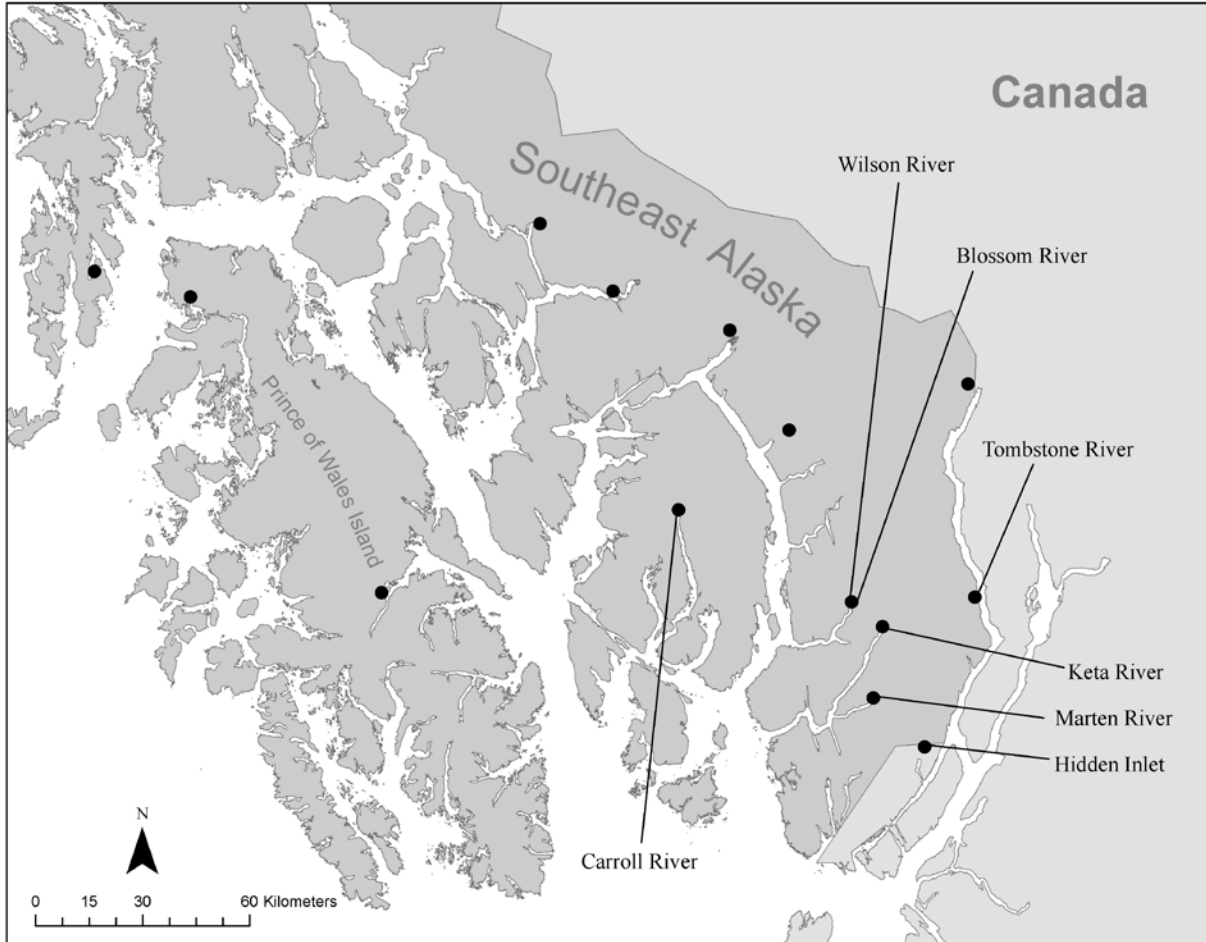 Canada
Wilson River
Southeast Alaska
Blossom River
Prince of Wales Island
Tombstone River
Keta River
Marten River
Hidden Inlet
N
Carroll River
0 15 30 60 Kilometers